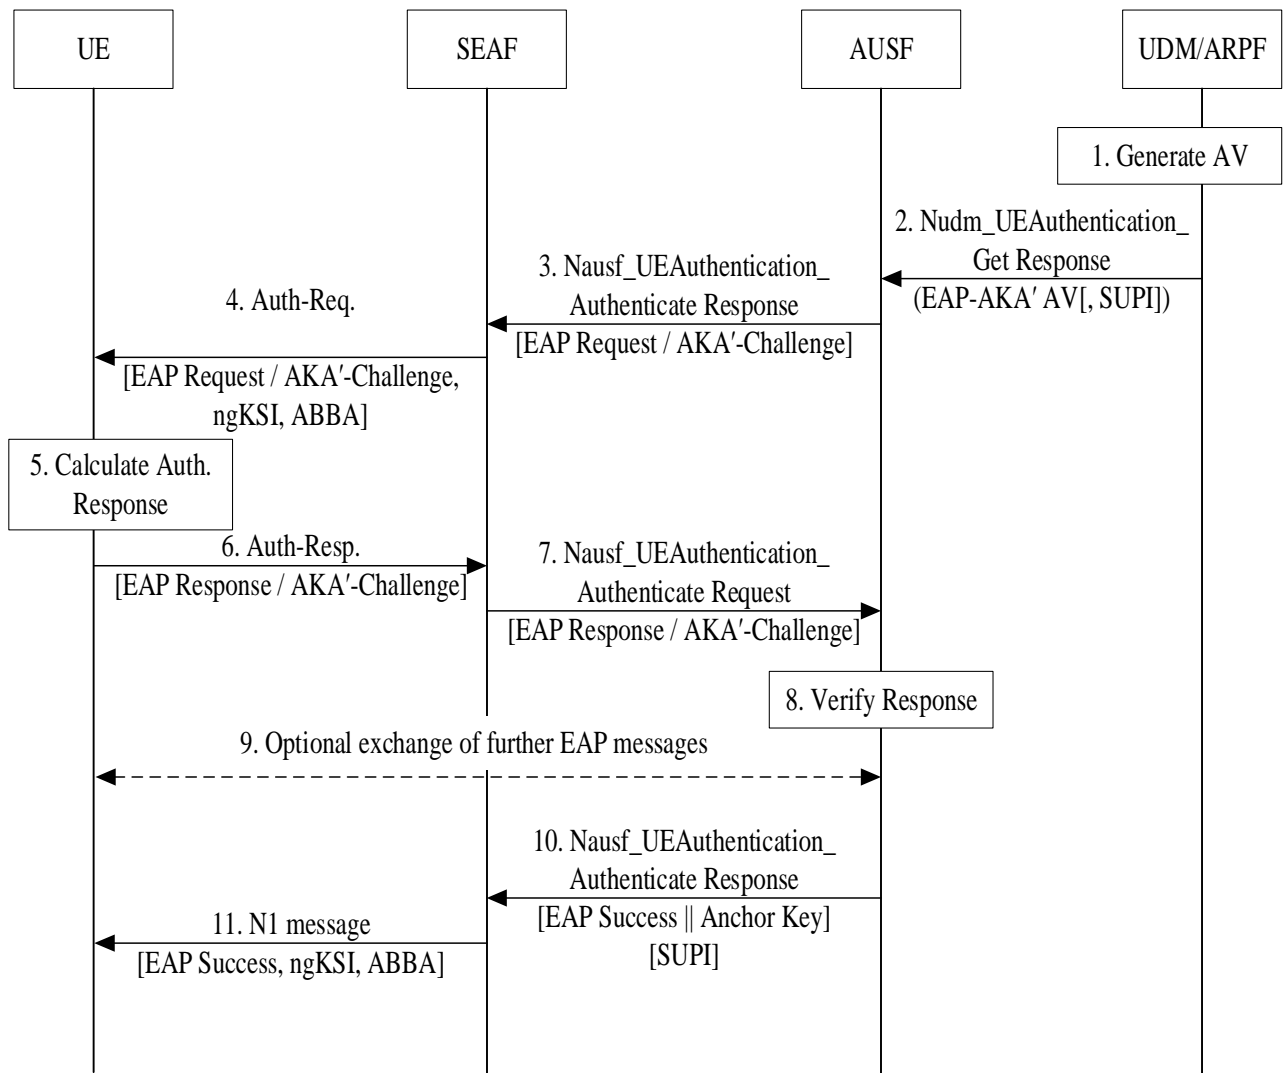 UE
SEAF
AUSF
UDM/ARPF
1. Generate AV
2. Nudm_UEAuthentication_
Get Response
(EAP-AKA′ AV[, SUPI])
3. Nausf_UEAuthentication_
Authenticate Response
[EAP Request / AKA′-Challenge]
4. Auth-Req.
[EAP Request / AKA′-Challenge,
ngKSI, ABBA]
5. Calculate Auth.
Response
6. Auth-Resp.
[EAP Response / AKA′-Challenge]
7. Nausf_UEAuthentication_
Authenticate Request
[EAP Response / AKA′-Challenge]
8. Verify Response
9. Optional exchange of further EAP messages
10. Nausf_UEAuthentication_
Authenticate Response
[EAP Success || Anchor Key]
[SUPI]
11. N1 message
[EAP Success, ngKSI, ABBA]